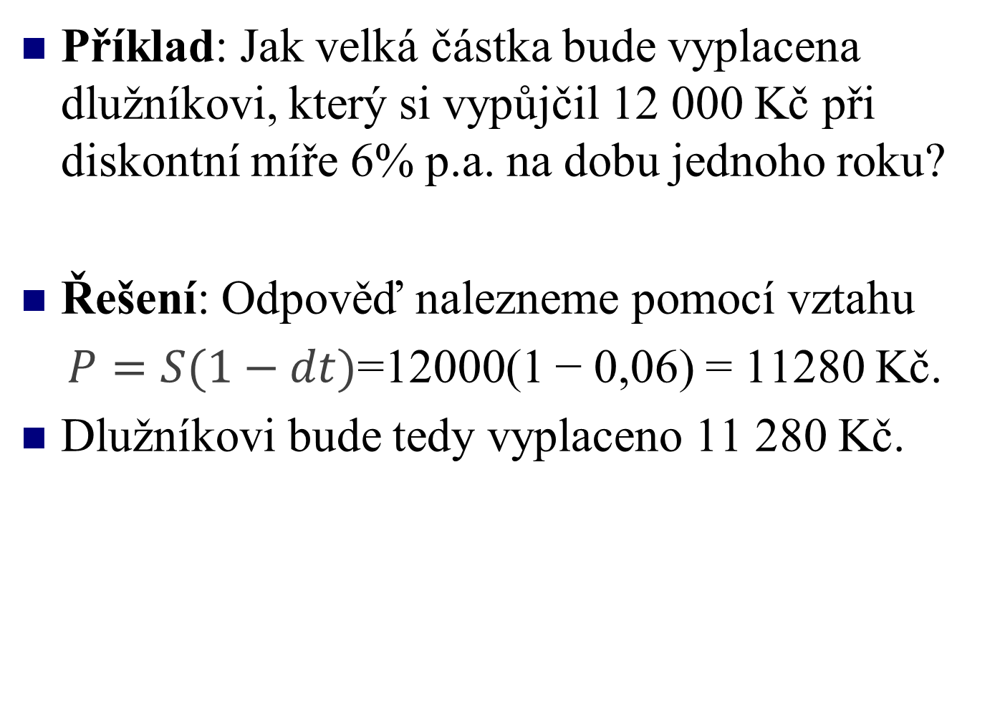 Příklad: Jak velká částka bude vyplacena
dlužníkovi, který si vypůjčil 12 000 Kč při
diskontní míře 6% p.a. na dobu jednoho roku?
Řešení: Odpověď nalezneme pomocí vztahu
P = S(1 − dt)=12000(1 − 0,06) = 11280 Kč.
Dlužníkovi bude tedy vyplaceno 11 280 Kč.